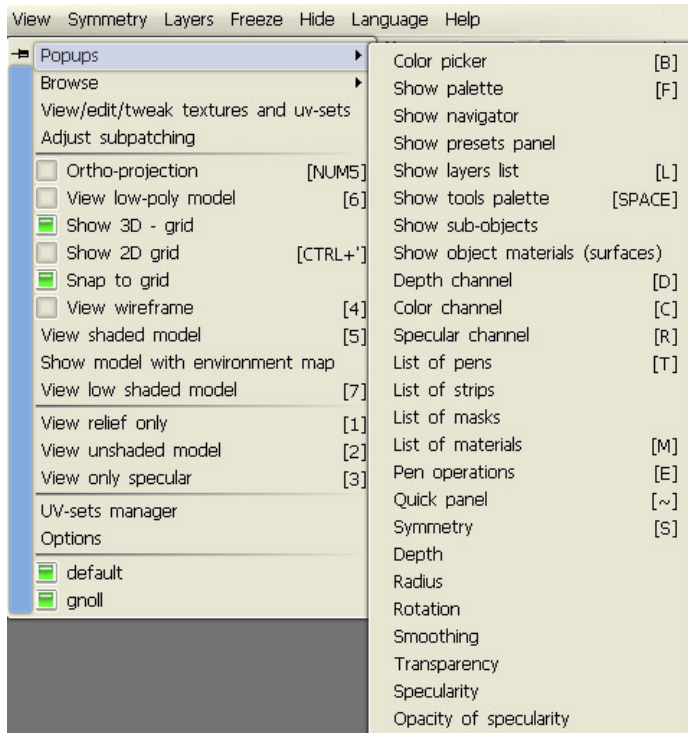 View Symmetry Layers Freeze Hide Language Help
Popups
Browse
View/edit/tweak textures and uv-sets
Adjust subpatching
Ortho-projection [NUM5]
View low-poly model [6]
Show 3D - grid
Show 2D grid [CTRL+']
Snap to grid
View wireframe [4]
View shaded model [5]
Show model with environment map
View low shaded model [7]
View relief only [1]
View unshaded model [2]
View only specular [3]
UV-sets manager
Options
default
gnoll
Color picker [B]
Show palette [F]
Show navigator
Show presets panel
Show layers list [L]
Show tools palette [SPACE]
Show sub-objects
Show object materials (surfaces)
Depth channel [D]
Color channel [C]
Specular channel [R]
List of pens [T]
List of strips
List of masks
List of materials [M]
Pen operations [E]
Quick panel [~]
Symmetry [S]
Depth
Radius
Rotation
Smoothing
Transparency
Specularity
Opacity of specularity